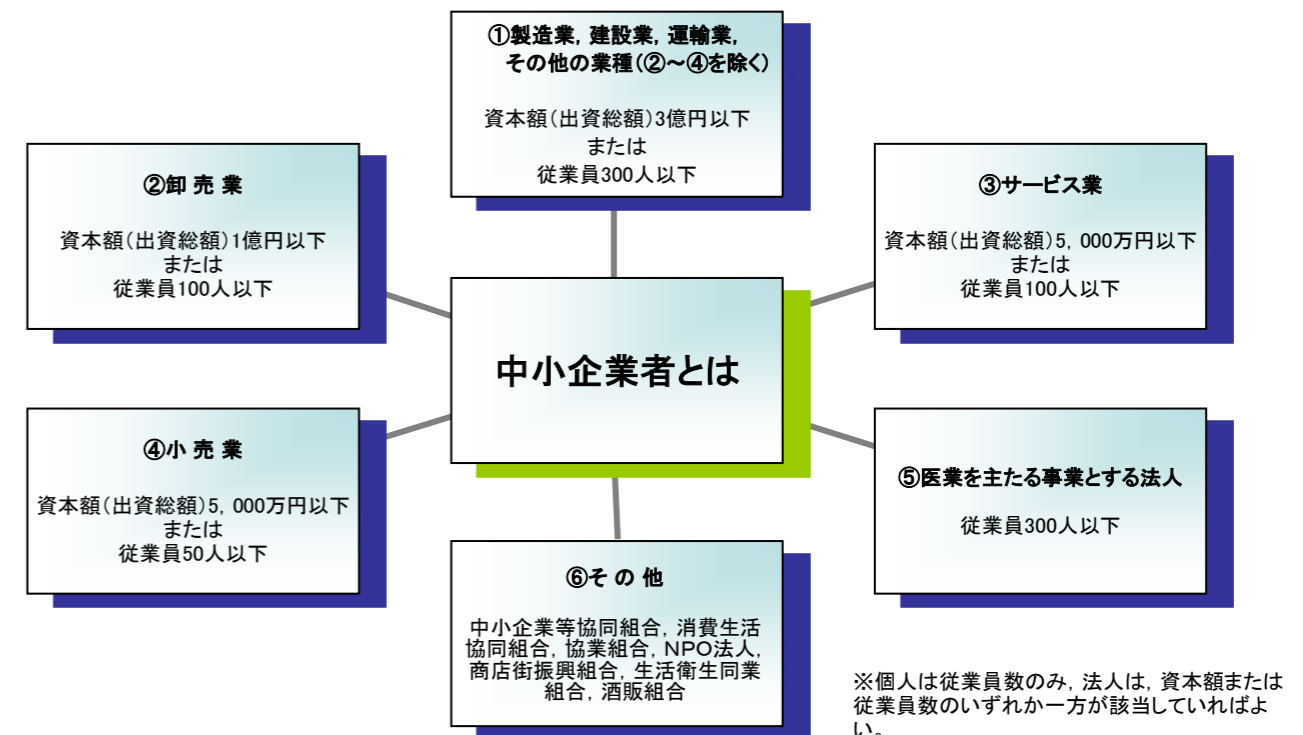 ①製造業，建設業，運輸業，
その他の業種（②～④を除く）
資本額（出資総額）3億円以下
または
従業員300人以下
②卸 売 業
資本額（出資総額）1億円以下
または
従業員100人以下
③サービス業
資本額（出資総額）5，000万円以下
または
従業員100人以下
中小企業者とは
④小 売 業
資本額（出資総額）5，000万円以下
または
従業員50人以下
⑤医業を主たる事業とする法人
従業員300人以下
⑥そ の 他
中小企業等協同組合，消費生活
協同組合，協業組合，NPO法人，
商店街振興組合，生活衛生同業
組合，酒販組合
※個人は従業員数のみ，法人は，資本額または
従業員数のいずれか一方が該当していればよ
い。